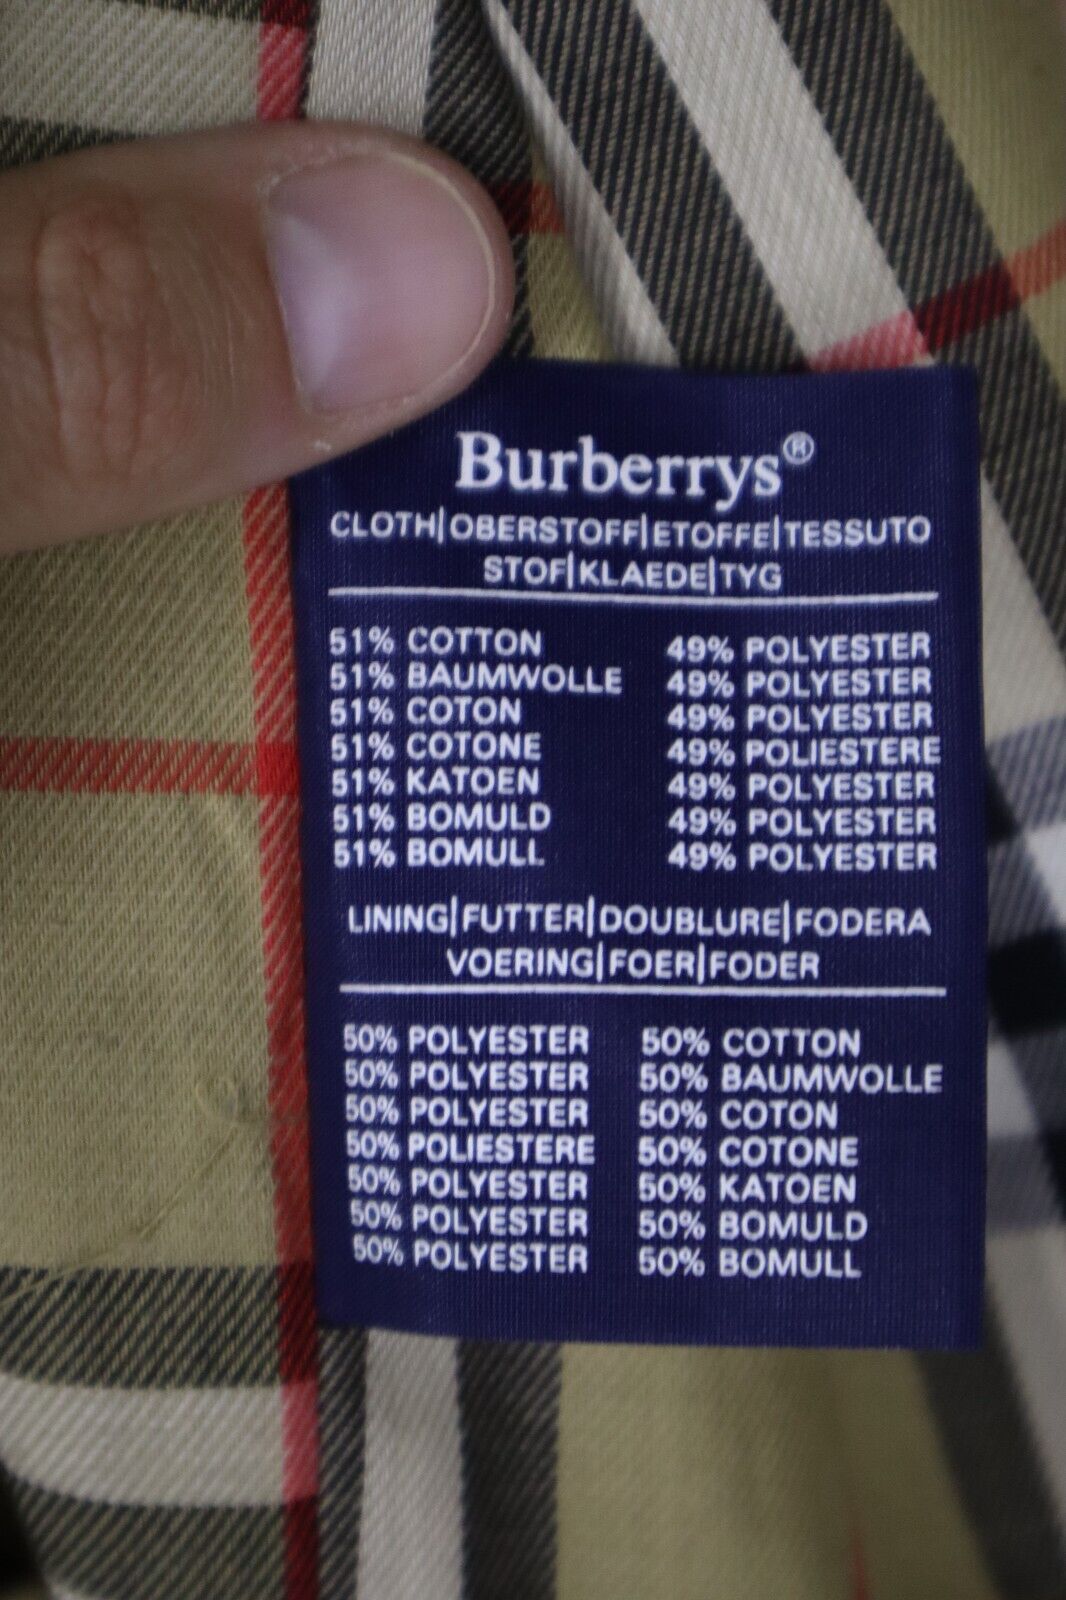 Burberrys®
CLOTH|OBERSTOFF|ETOFFE|TESSUTO
STOF|KLAEDE|TYG
51% COTTON 49% POLYESTER
51% BAUMWOLLE 49% POLYESTER
51% COTON 49% POLYESTER
51% COTONE 49% POLIESTERE
51% KATOEN 49% POLYESTER
51% BOMULD 49% POLYESTER
51% BOMULL 49% POLYESTER
LINING|FUTTER|DOUBLURE|FODERA
VOERING|FOER|FODER
50% POLYESTER 50% COTTON
50% POLYESTER 50% BAUMWOLLE
50% POLYESTER 50% COTON
50% POLIESTERE 50% COTONE
50% POLYESTER 50% KATOEN
50% POLYESTER 50% BOMULD
50% POLYESTER 50% BOMULL